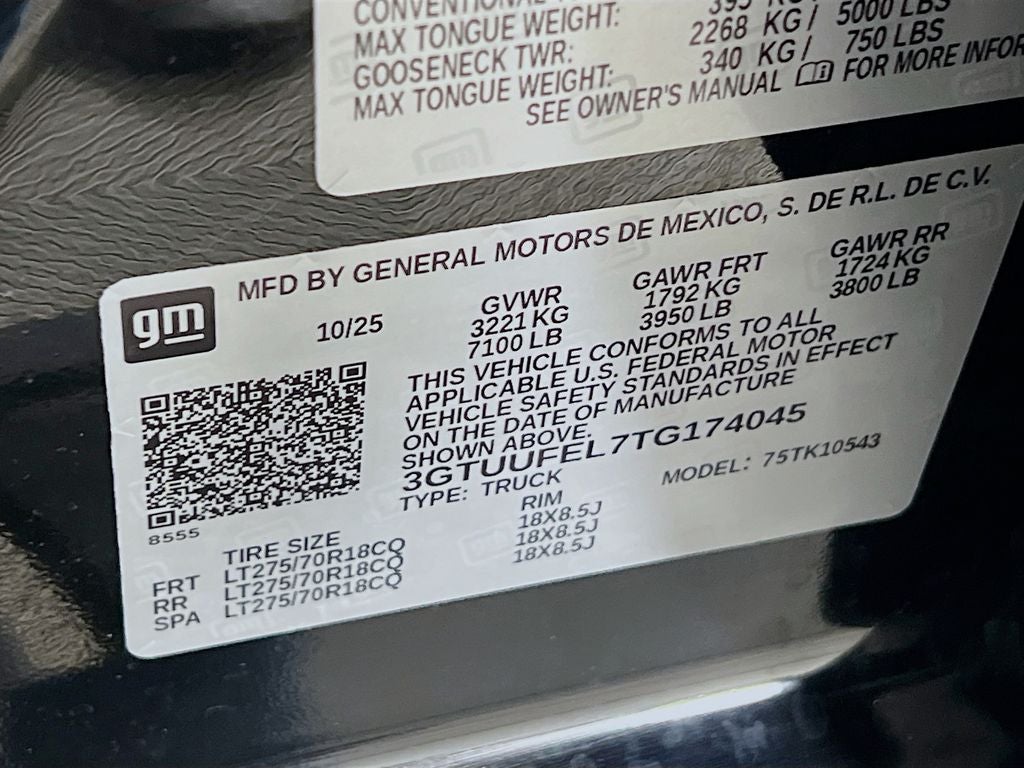 CONVENTIONAL
MAX TONGUE WEIGHT: 395
GOOSENECK TWR: 2268 KG / 5000 LBS
MAX TONGUE WEIGHT: 340 KG / 750 LBS
SEE OWNER'S MANUAL FOR MORE INFOR
MFD BY GENERAL MOTORS DE MEXICO, S. DE R.L. DE C.V.
gm
10/25
GVWR GAWR FRT GAWR RR
3221 KG 1792 KG 1724 KG
7100 LB 3950 LB 3800 LB
THIS VEHICLE CONFORMS TO ALL
APPLICABLE U.S. FEDERAL MOTOR
VEHICLE SAFETY STANDARDS IN EFFECT
ON THE DATE OF MANUFACTURE
SHOWN ABOVE.
3GTUUFEL7TG174045
TYPE: TRUCK MODEL: 75TK10543
8555
TIRE SIZE RIM
FRT LT275/70R18CQ 18X8.5J
RR LT275/70R18CQ 18X8.5J
SPA LT275/70R18CQ 18X8.5J